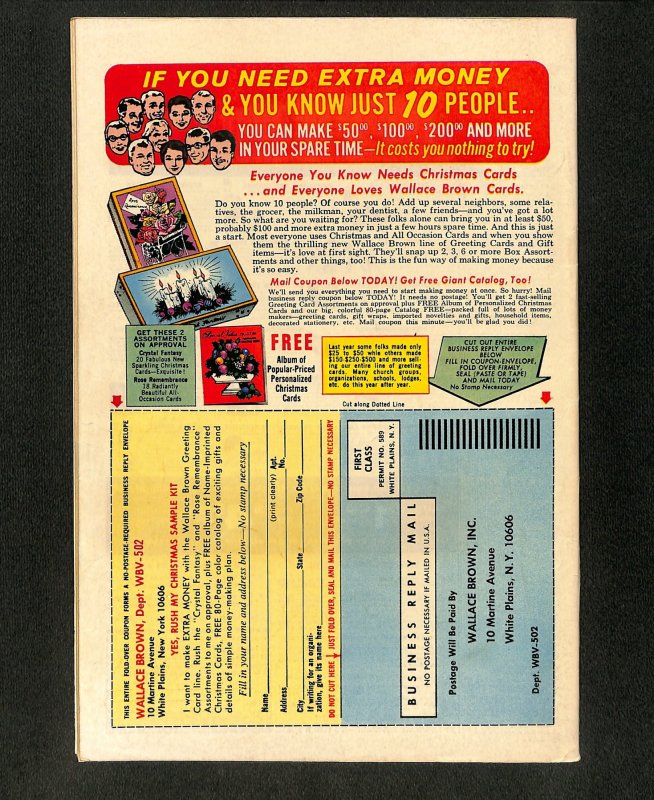 IF YOU NEED EXTRA MONEY
& YOU KNOW JUST 10 PEOPLE..
YOU CAN MAKE $50⁰⁰, $100⁰⁰, $200⁰⁰ AND MORE
IN YOUR SPARE TIME—It costs you nothing to try!
Everyone You Know Needs Christmas Cards
...and Everyone Loves Wallace Brown Cards.
Do you know 10 people? Of course you do! Add up several neighbors, some rela-
tives, the grocer, the milkman, your dentist, a few friends—and you've got a lot
more. So what are you waiting for? These folks alone can bring you in at least $50,
probably $100 and more extra money in just a few hours spare time. And this is just
a start. Most everyone uses Christmas and All Occasion Cards and when you show
them the thrilling new Wallace Brown line of Greeting Cards and Gift
items—it's love at first sight. They'll snap up 2, 3, 6 or more Box Assort-
ments and other things, too! This is the fun way of making money because
it's so easy.
Mail Coupon Below TODAY! Get Free Giant Catalog, Too!
We'll send you everything you need to start making money at once. So hurry! Mail
business reply coupon below TODAY! It needs no postage! You'll get 2 fast-selling
Greeting Card Assortments on approval plus FREE Album of Personalized Christmas
Cards and our big, colorful 80-page Catalog FREE—packed full of lots of money
makers—greeting cards, gift wraps, imported novelties and gifts, household items,
decorated stationery, etc. Mail coupon this minute—you'll be glad you did!
GET THESE 2
ASSORTMENTS
ON APPROVAL
Crystal Fantasy
20 Fabulous New
Sparkling Christmas
Cards—Exquisite!
Rose Remembrance
18 Radiantly
Beautiful All-
Occasion Cards
FREE
Album of
Popular-Priced
Personalized
Christmas
Cards
Last year some folks made only
$25 to $50 while others made
$150-$250-$500 and more sell-
ing our entire line of greeting
cards. Many church groups,
organizations, schools, lodges,
etc. do this year after year.
CUT OUT ENTIRE
BUSINESS REPLY ENVELOPE
BELOW
FILL IN COUPON-ENVELOPE,
FOLD OVER FIRMLY,
SEAL (PASTE OR TAPE)
AND MAIL TODAY
No Stamp Necessary
Cut along Dotted Line
THIS ENTIRE FOLD-OVER COUPON FORMS A NO-POSTAGE-REQUIRED BUSINESS REPLY ENVELOPE
WALLACE BROWN, Dept. WBV-502
10 Martine Avenue
White Plains, New York 10606
YES, RUSH MY CHRISTMAS SAMPLE KIT
I want to make EXTRA MONEY with the Wallace Brown Greeting
Card line. Rush the "Crystal Fantasy" and "Rose Remembrance"
Assortments to me on approval, plus FREE album of Name-Imprinted
Christmas Cards, FREE 80-Page color catalog of exciting gifts and
details of simple money-making plan.
Fill in your name and address below—No stamp necessary
Name
(print clearly)
Address
Apt.
No.
City
State
Zip Code
If writing for an organi-
zation, give its name here
DO NOT CUT HERE JUST FOLD OVER, SEAL AND MAIL THIS ENVELOPE—NO STAMP NECESSARY
FIRST
CLASS
PERMIT NO. 589
WHITE PLAINS, N.Y.
BUSINESS REPLY MAIL
NO POSTAGE NECESSARY IF MAILED IN U.S.A.
Postage Will Be Paid By
WALLACE BROWN, INC.
10 Martine Avenue
White Plains, N.Y. 10606
Dept. WBV-502